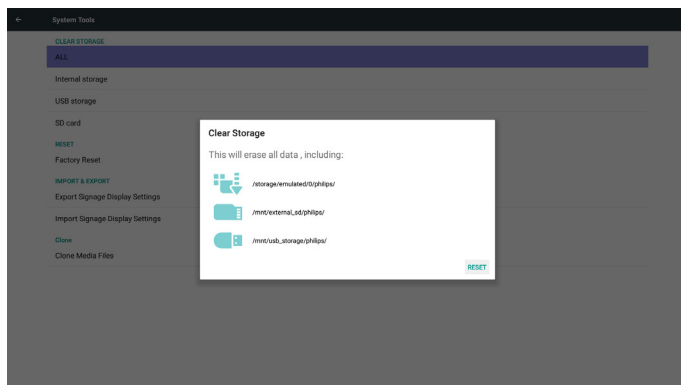 System Tools
CLEAR STORAGE
ALL
Internal storage
USB storage
SD card
RESET
Factory Reset
IMPORT & EXPORT
Export Signage Display Settings
Import Signage Display Settings
Clone
Clone Media Files
Clear Storage
This will erase all data , including:
/storage/emulated/0/philips/
/mnt/external_sd/philips/
/mnt/usb_storage/philips/
RESET